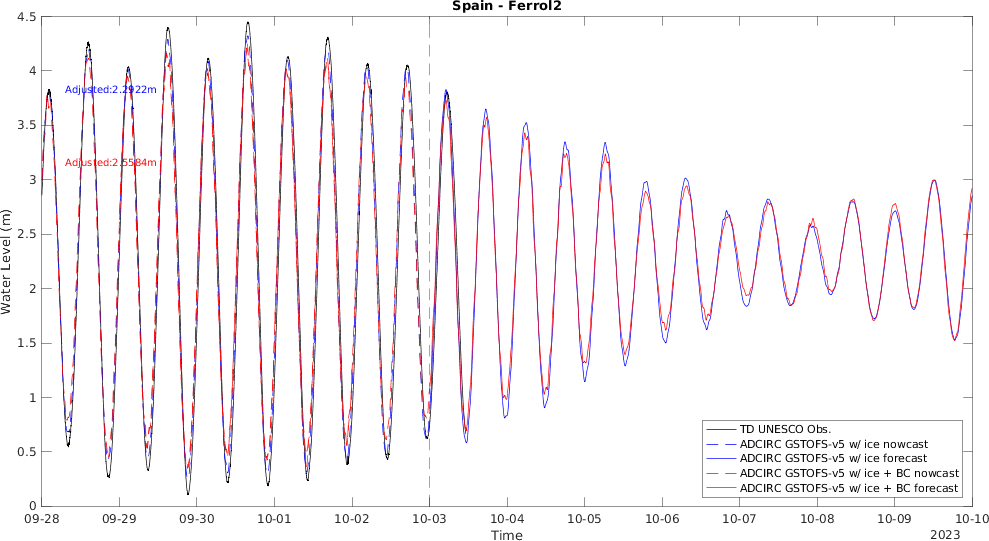 Spain - Ferrol2
4.5
4
3.5
3
2.5
2
1.5
1
0.5
0
Water Level (m)
Adjusted:2.2922m
Adjusted:2.5584m
TD UNESCO Obs.
ADCIRC GSTOFS-v5 w/ ice nowcast
ADCIRC GSTOFS-v5 w/ ice forecast
ADCIRC GSTOFS-v5 w/ ice + BC nowcast
ADCIRC GSTOFS-v5 w/ ice + BC forecast
09-28 09-29 09-30 10-01 10-02 10-03 10-04 10-05 10-06 10-07 10-08 10-09 10-10
Time
2023